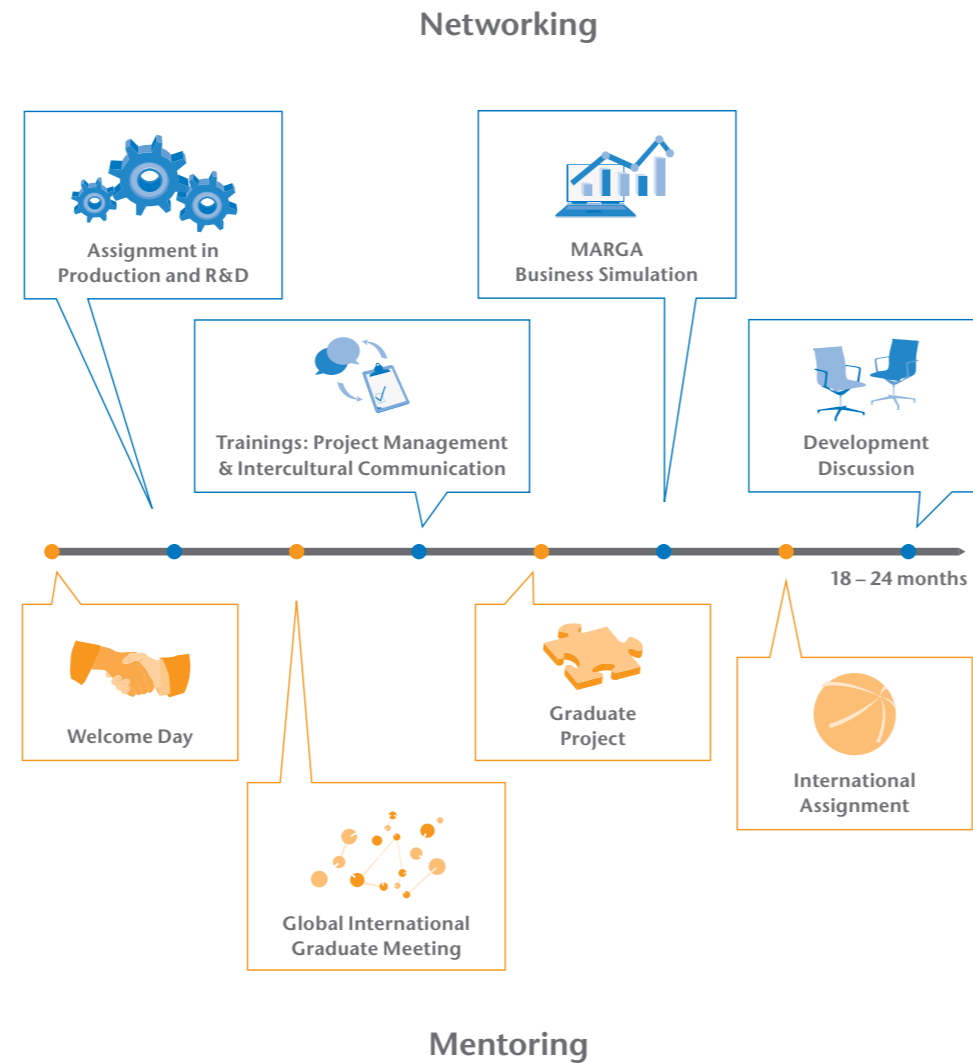 Networking
Assignment in
Production and R&D
MARGA
Business Simulation
Trainings: Project Management
& Intercultural Communication
Development
Discussion
18 – 24 months
Welcome Day
Graduate
Project
International
Assignment
Global International
Graduate Meeting
Mentoring